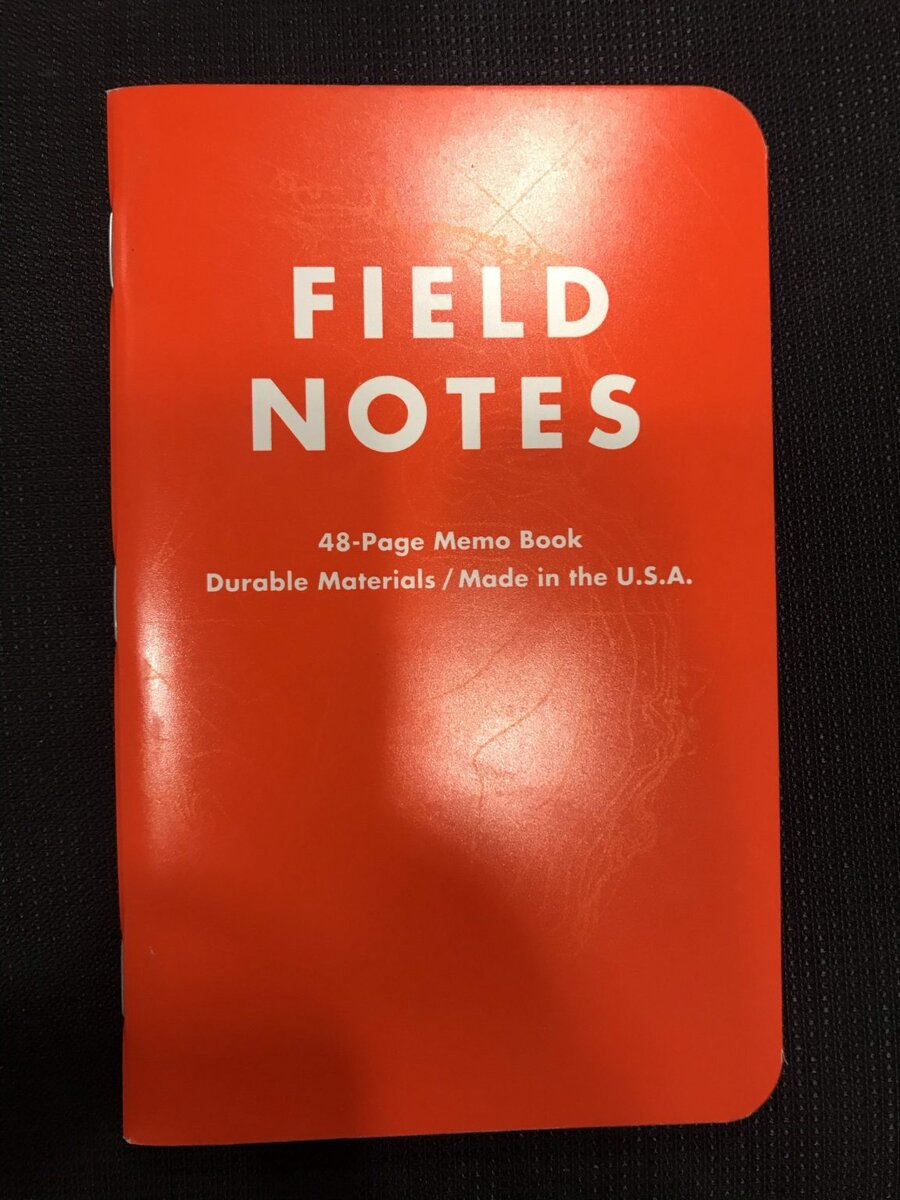 FIELD
NOTES
48-Page Memo Book
Durable Materials / Made in the U.S.A.